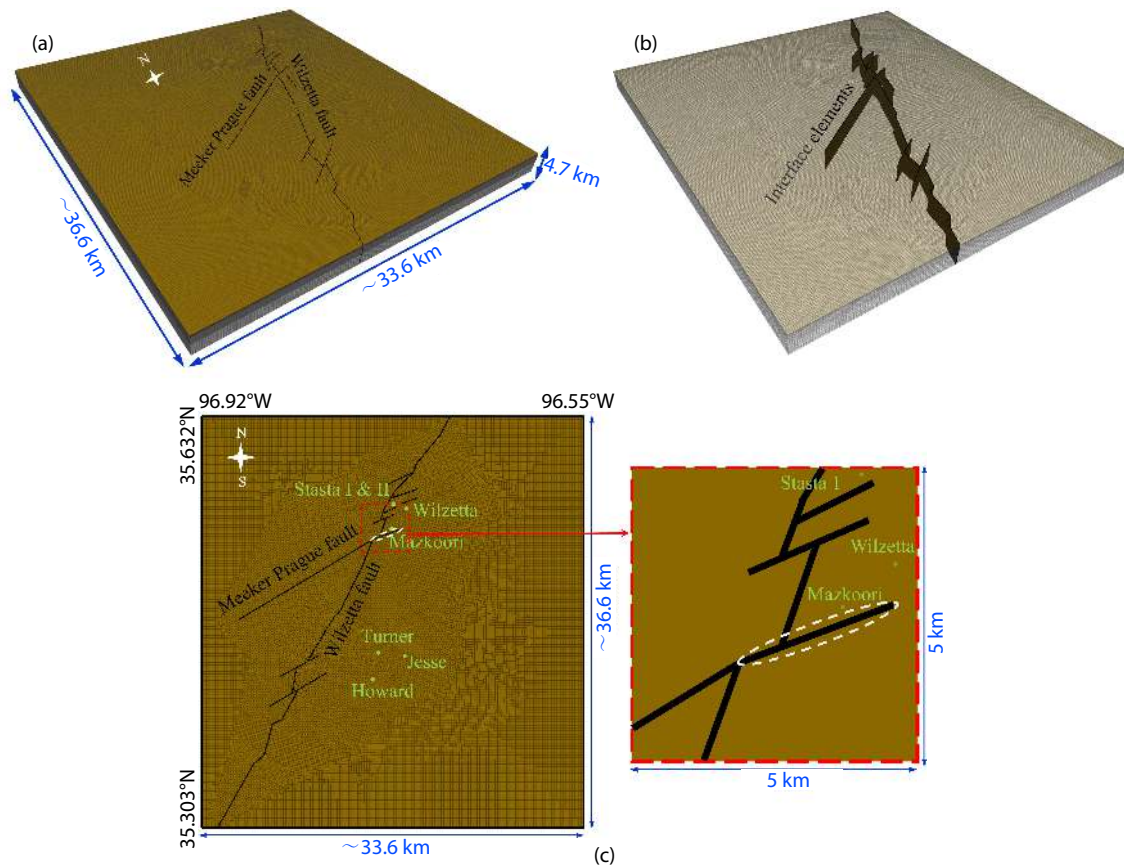 (a)
N
Meeker Prague fault
Wilzetta fault
~36.6 km
~33.6 km
4.7 km
(b)
Interface elements
96.92°W
96.55°W
35.632°N
35.303°N
N
S
Stasta I & II
Wilzetta
Mazkoori
Meeker Prague fault
Wilzetta fault
Turner
Jesse
Howard
~36.6 km
~33.6 km
Stasta 1
Wilzetta
Mazkoori
5 km
5 km
(c)